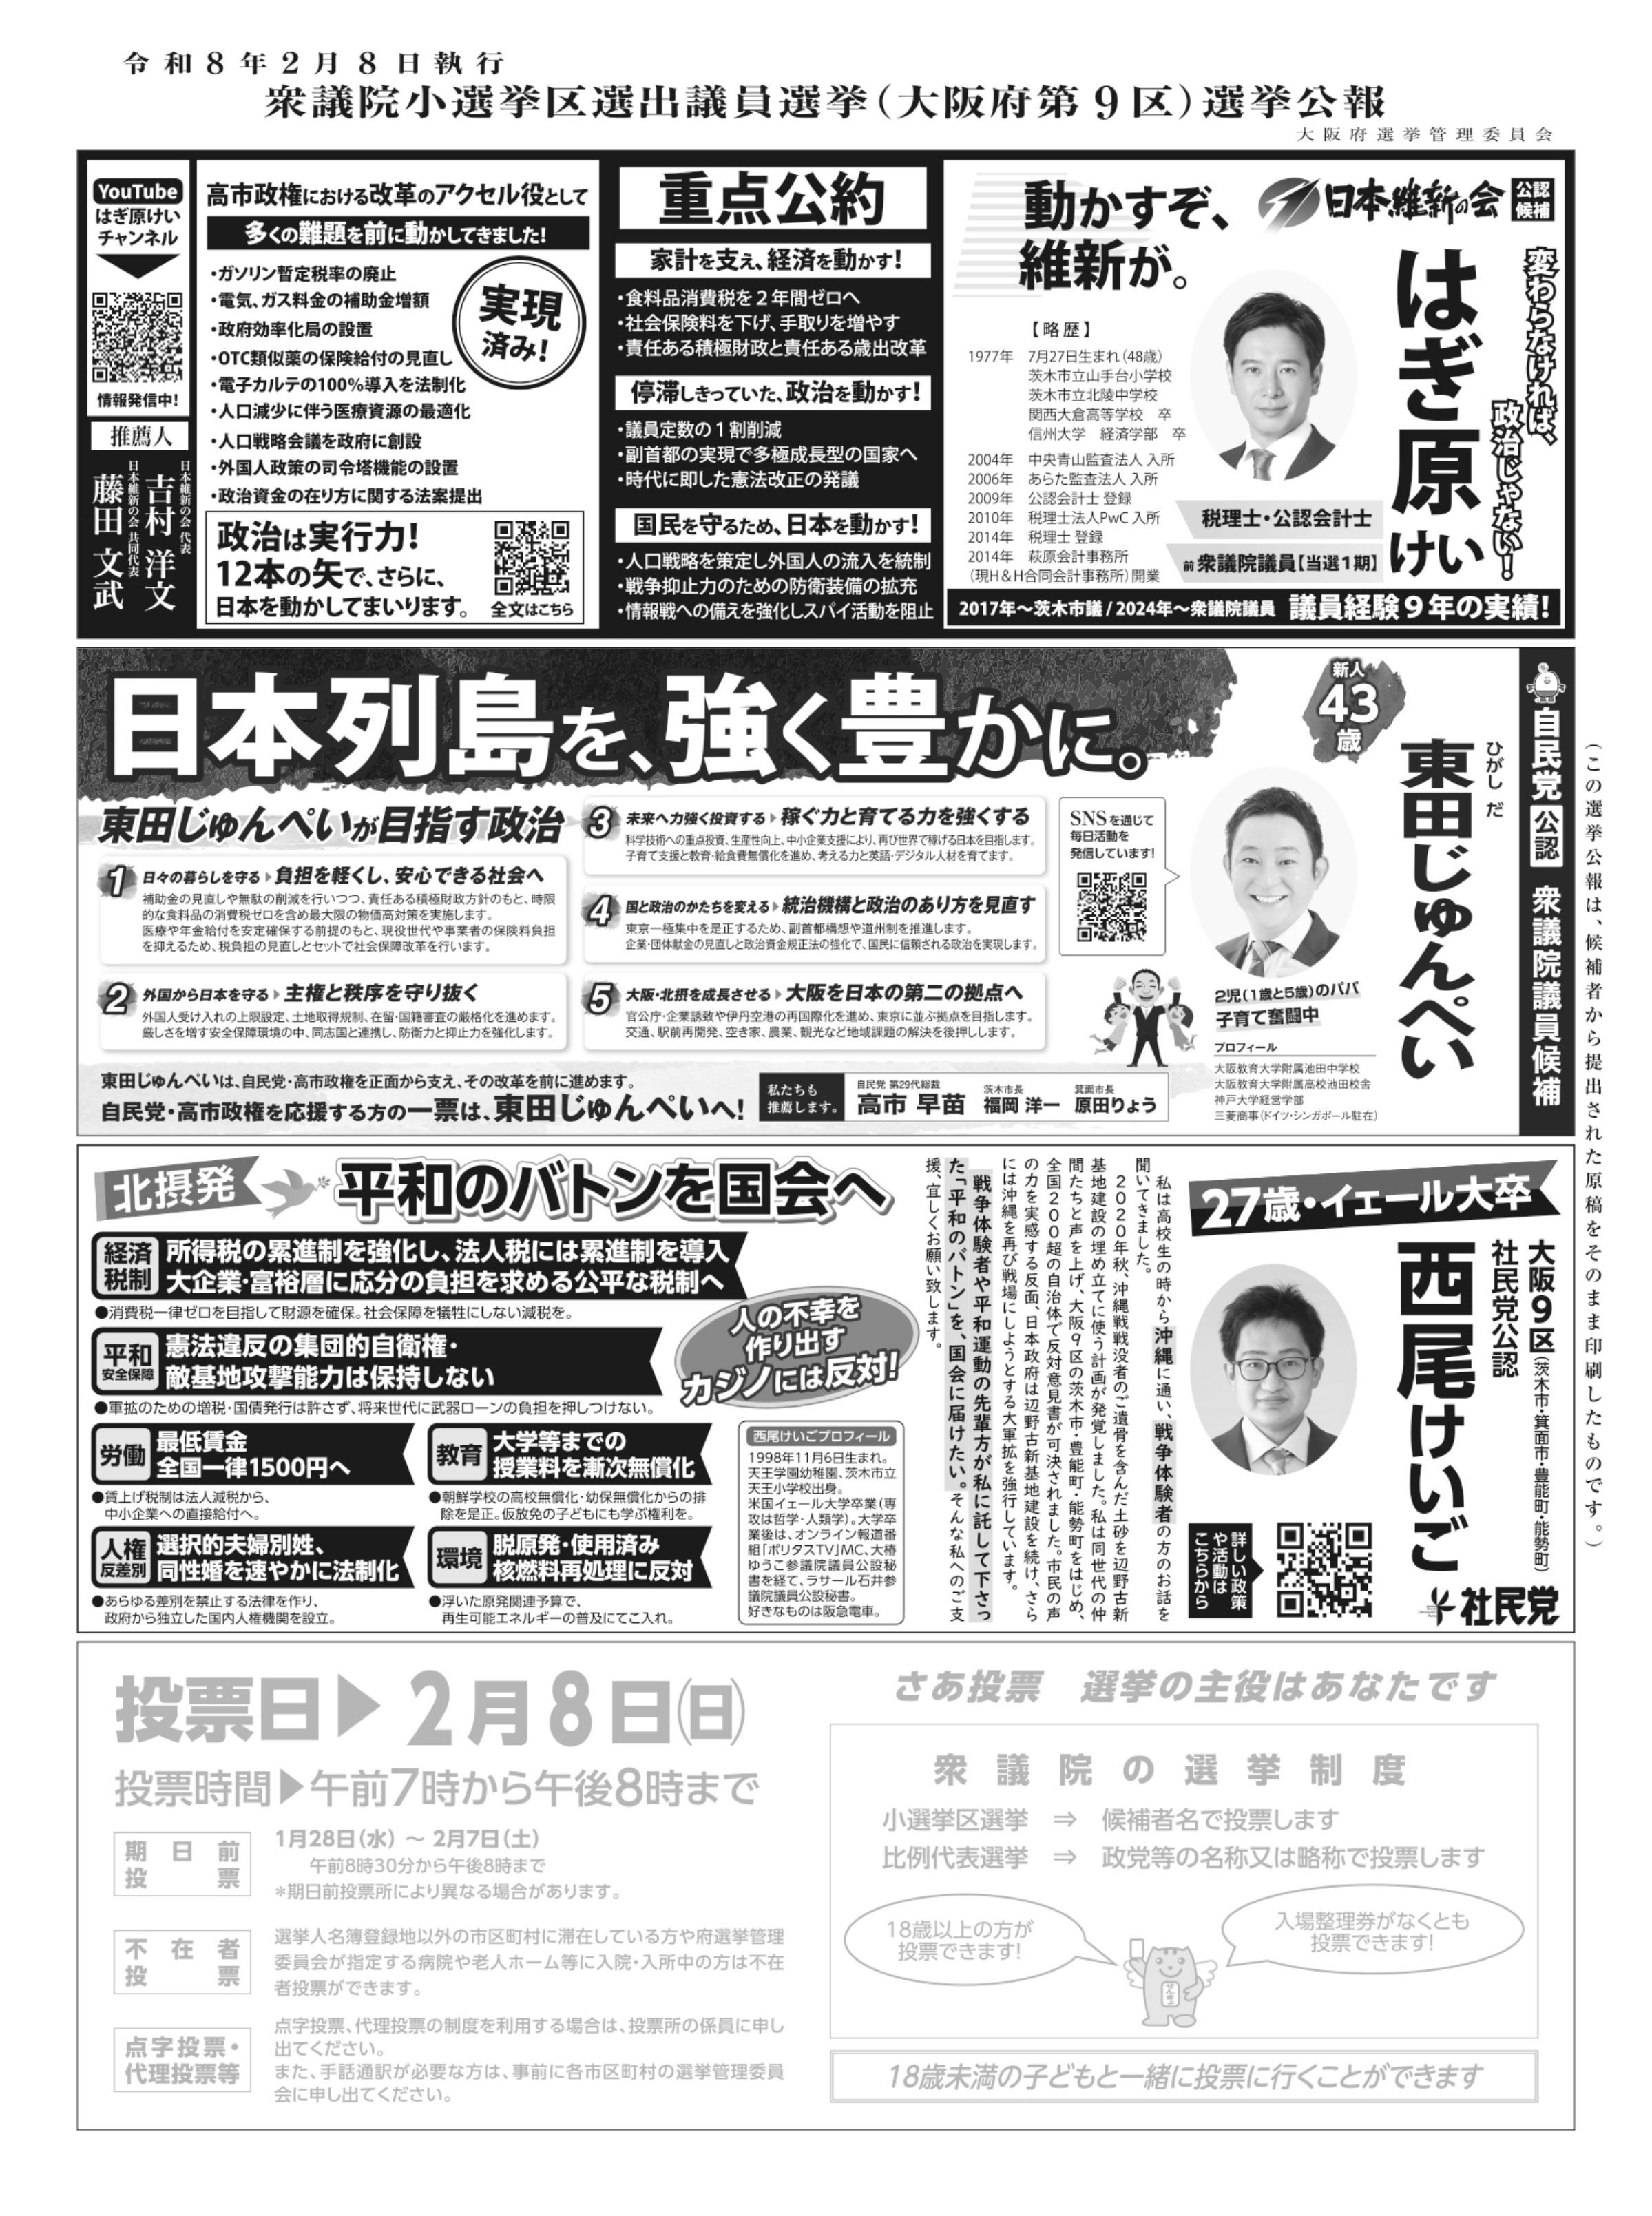 令和8年2月8日執行
衆議院小選挙区選出議員選挙(大阪府第9区)選挙公報
大阪府選挙管理委員会
(この選挙公報は、候補者から提出された原稿をそのまま印刷したものです。)
日本維新の会 公認候補
変わらなければ、
政治じゃない!
はぎ原けい
動かすぞ、
維新が。
【略歴】
1977年 7月27日生まれ(48歳)
茨木市立山手台小学校
茨木市立北陵中学校
関西大倉高等学校 卒
信州大学 経済学部 卒
2004年 中央青山監査法人 入所
2006年 あらた監査法人 入所
2009年 公認会計士 登録
2010年 税理士法人PwC 入所
2014年 税理士 登録
2014年 萩原会計事務所
(現H&H合同会計事務所)開業
税理士・公認会計士
前衆議院議員【当選1期】
2017年〜茨木市議/2024年〜衆議院議員 議員経験9年の実績!
重点公約
家計を支え、経済を動かす!
・食料品消費税を2年間ゼロへ
・社会保険料を下げ、手取りを増やす
・責任ある積極財政と責任ある歳出改革
停滞しきっていた、政治を動かす!
・議員定数の1割削減
・副首都の実現で多極成長型の国家へ
・時代に即した憲法改正の発議
国民を守るため、日本を動かす!
・人口戦略を策定し外国人の流入を統制
・戦争抑止力のための防衛装備の拡充
・情報戦への備えを強化しスパイ活動を阻止
高市政権における改革のアクセル役として
多くの難題を前に動かしてきました!
・ガソリン暫定税率の廃止
・電気、ガス料金の補助金増額
・政府効率化局の設置
・OTC類似薬の保険給付の見直し
・電子カルテの100%導入を法制化
・人口減少に伴う医療資源の最適化
・人口戦略会議を政府に創設
・外国人政策の司令塔機能の設置
・政治資金の在り方に関する法案提出
実現
済み!
政治は実行力!
12本の矢で、さらに、
日本を動かしてまいります。
全文はこちら
YouTube
はぎ原けい
チャンネル
情報発信中!
推薦人
日本維新の会 代表
吉村 洋文
日本維新の会 共同代表
藤田 文武
自民党公認 衆議院議員候補
ひがし だ
東田じゅんぺい
新人
43
歳
日本列島を、強く豊かに。
東田じゅんぺいが目指す政治
1 日々の暮らしを守る 負担を軽くし、安心できる社会へ
補助金の見直しや無駄の削減を行いつつ、責任ある積極財政方針のもと、時限
的な食料品の消費税ゼロを含め最大限の物価高対策を実施します。
医療や年金給付を安定確保する前提のもと、現役世代や事業者の保険料負担
を抑えるため、税負担の見直しとセットで社会保障改革を行います。
2 外国から日本を守る 主権と秩序を守り抜く
外国人受け入れの上限設定、土地取得規制、在留・国籍審査の厳格化を進めます。
厳しさを増す安全保障環境の中、同志国と連携し、防衛力と抑止力を強化します。
3 未来へ力強く投資する 稼ぐ力と育てる力を強くする
科学技術への重点投資、生産性向上、中小企業支援により、再び世界で稼げる日本を目指します。
子育て支援と教育・給食費無償化を進め、考える力と英語・デジタル人材を育てます。
4 国と政治のかたちを変える 統治機構と政治のあり方を見直す
東京一極集中を是正するため、副首都構想や道州制を推進します。
企業・団体献金の見直しと政治資金規正法の強化で、国民に信頼される政治を実現します。
5 大阪・北摂を成長させる 大阪を日本の第二の拠点へ
官公庁・企業誘致や伊丹空港の再国際化を進め、東京に並ぶ拠点を目指します。
交通、駅前再開発、空き家、農業、観光など地域課題の解決を後押しします。
SNSを通じて
毎日活動を
発信しています!
2児(1歳と5歳)のパパ
子育て奮闘中
プロフィール
大阪教育大学附属池田中学校
大阪教育大学附属高校池田校舎
神戸大学経営学部
三菱商事(ドイツ・シンガポール駐在)
東田じゅんぺいは、自民党・高市政権を正面から支え、その改革を前に進めます。
自民党・高市政権を応援する方の一票は、東田じゅんぺいへ!
私たちも
推薦します。
自民党 第29代総裁
高市 早苗
茨木市長
福岡 洋一
箕面市長
原田りょう
27歳・イェール大卒
大阪9区(茨木市・箕面市・豊能町・能勢町)
社民党公認
西尾けいご
詳しい政策
や活動は
こちらから
社民党
私は高校生の時から沖縄に通い、戦争体験者の方のお話を
聞いてきました。
2020年秋、沖縄戦戦没者のご遺骨を含んだ土砂を辺野古新
基地建設の埋め立てに使う計画が発覚しました。私は同世代の仲
間たちと声を上げ、大阪9区の茨木市・豊能町・能勢町をはじめ、
全国200超の自治体で反対意見書が可決されました。市民の声
の力を実感する反面、日本政府は辺野古新基地建設を続け、さら
には沖縄を再び戦場にしようとする大軍拡を強行しています。
戦争体験者や平和運動の先輩方が私に託して下さっ
た「平和のバトン」を、国会に届けたい。そんな私へのご支
援、宜しくお願い致します。
北摂発 平和のバトンを国会へ
経済
税制
所得税の累進制を強化し、法人税には累進制を導入
大企業・富裕層に応分の負担を求める公平な税制へ
●消費税一律ゼロを目指して財源を確保。社会保障を犠牲にしない減税を。
平和
安全保障
憲法違反の集団的自衛権・
敵基地攻撃能力は保持しない
●軍拡のための増税・国債発行は許さず、将来世代に武器ローンの負担を押しつけない。
人の不幸を
作り出す
カジノには反対!
労働
最低賃金
全国一律1500円へ
●賃上げ税制は法人減税から、
中小企業への直接給付へ。
教育
大学等までの
授業料を漸次無償化
●朝鮮学校の高校無償化・幼保無償化からの排
除を是正。仮放免の子どもにも学ぶ権利を。
人権
反差別
選択的夫婦別姓、
同性婚を速やかに法制化
●あらゆる差別を禁止する法律を作り、
政府から独立した国内人権機関を設立。
環境
脱原発・使用済み
核燃料再処理に反対
●浮いた原発関連予算で、
再生可能エネルギーの普及にてこ入れ。
西尾けいごプロフィール
1998年11月6日生まれ。
天王学園幼稚園、茨木市立
天王小学校出身。
米国イェール大学卒業(専
攻は哲学・人類学)。大学卒
業後は、オンライン報道番
組「ポリタスTV」MC、大椿
ゆうこ参議院議員公設秘
書を経て、ラサール石井参
議院議員公設秘書。
好きなものは阪急電車。
投票日▶2月8日(日)
投票時間▶午前7時から午後8時まで
期日前
投票
1月28日(水) 〜 2月7日(土)
午前8時30分から午後8時まで
*期日前投票所により異なる場合があります。
不在者
投票
選挙人名簿登録地以外の市区町村に滞在している方や府選挙管理
委員会が指定する病院や老人ホーム等に入院・入所中の方は不在
者投票ができます。
点字投票・
代理投票等
点字投票、代理投票の制度を利用する場合は、投票所の係員に申し
出てください。
また、手話通訳が必要な方は、事前に各市区町村の選挙管理委員
会に申し出てください。
さあ投票 選挙の主役はあなたです
衆議院の選挙制度
小選挙区選挙 ⇒ 候補者名で投票します
比例代表選挙 ⇒ 政党等の名称又は略称で投票します
18歳以上の方が
投票できます!
入場整理券がなくとも
投票できます!
18歳未満の子どもと一緒に投票に行くことができます